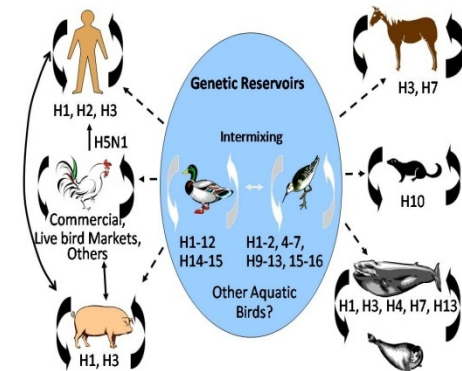 Genetic Reservoirs
Intermixing
H1-12
H14-15
H1-2, 4-7,
H9-13, 15-16
Other Aquatic
Birds?
H1, H2, H3
H5N1
Commercial,
Live bird Markets,
Others
H1, H3
H3, H7
H10
H1, H3, H4, H7, H13